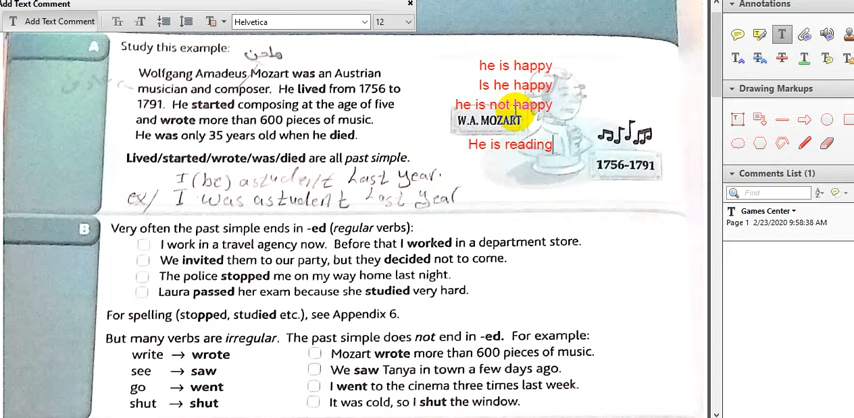 Add Text Comment
T Add Text Comment
Helvetica
12
Annotations
Drawing Markups
Comments List (1)
Find
T Games Center
Page 1 2/23/2020 9:58:38 AM
A
Study this example:
ملحن
Wolfgang Amadeus Mozart was an Austrian
musician and composer. He lived from 1756 to
1791. He started composing at the age of five
and wrote more than 600 pieces of music.
He was only 35 years old when he died.
he is happy
Is he happy
he is not happy
W.A. MOZART
He is reading
1756-1791
Lived/started/wrote/was/died are all past simple.
I (be) a student Last year.
ex/ I was a student Last year
B
Very often the past simple ends in -ed (regular verbs):
I work in a travel agency now. Before that I worked in a department store.
We invited them to our party, but they decided not to come.
The police stopped me on my way home last night.
Laura passed her exam because she studied very hard.
For spelling (stopped, studied etc.), see Appendix 6.
But many verbs are irregular. The past simple does not end in -ed. For example:
write → wrote Mozart wrote more than 600 pieces of music.
see → saw We saw Tanya in town a few days ago.
go → went I went to the cinema three times last week.
shut → shut It was cold, so I shut the window.